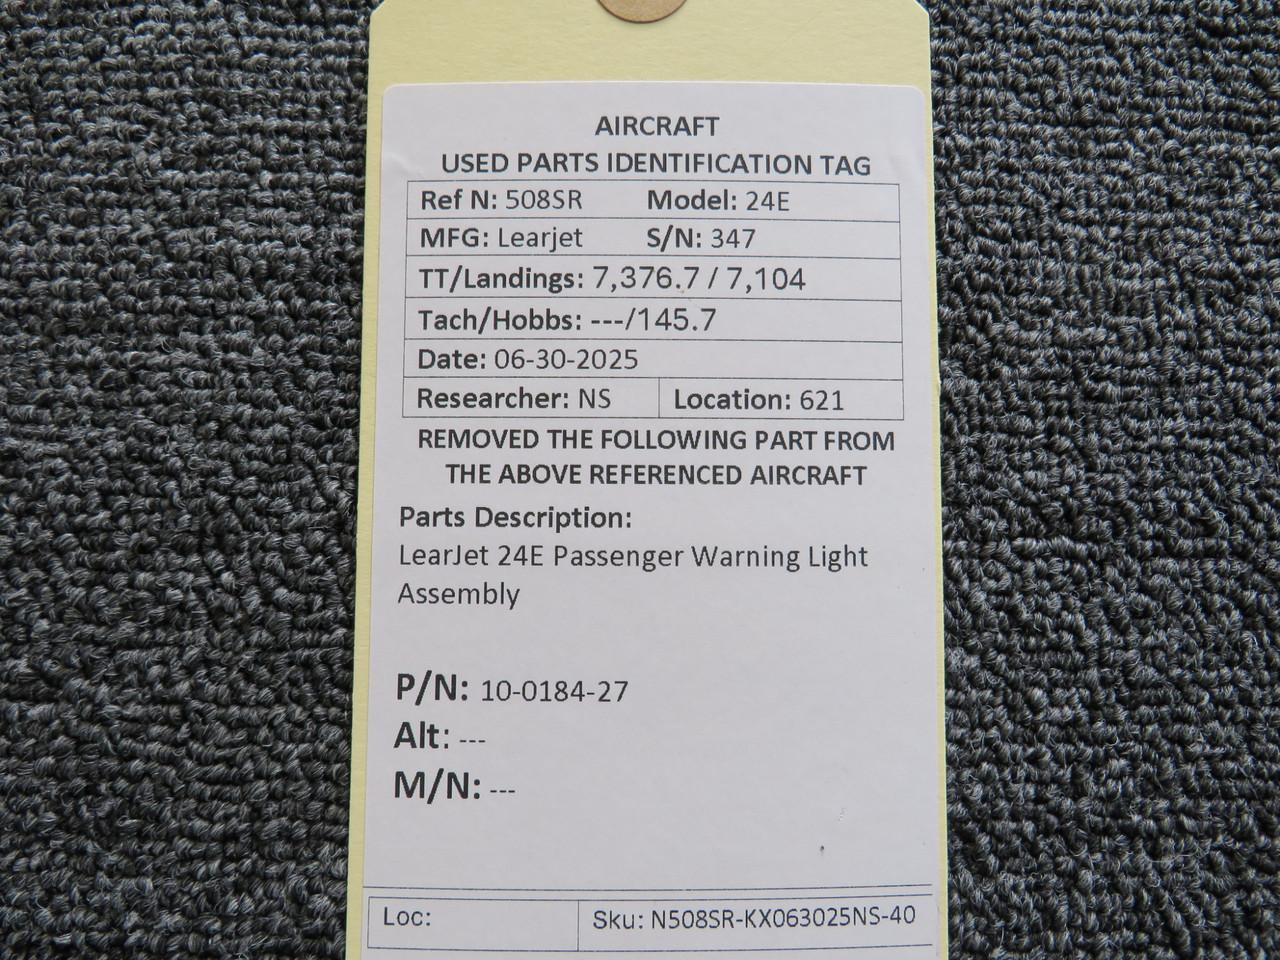 AIRCRAFT
USED PARTS IDENTIFICATION TAG
Ref N: 508SR Model: 24E
MFG: Learjet S/N: 347
TT/Landings: 7,376.7 / 7,104
Tach/Hobbs: ---/145.7
Date: 06-30-2025
Researcher: NS Location: 621
REMOVED THE FOLLOWING PART FROM
THE ABOVE REFERENCED AIRCRAFT
Parts Description:
LearJet 24E Passenger Warning Light
Assembly
P/N: 10-0184-27
Alt: ---
M/N: ---
Loc: Sku: N508SR-KX063025NS-40